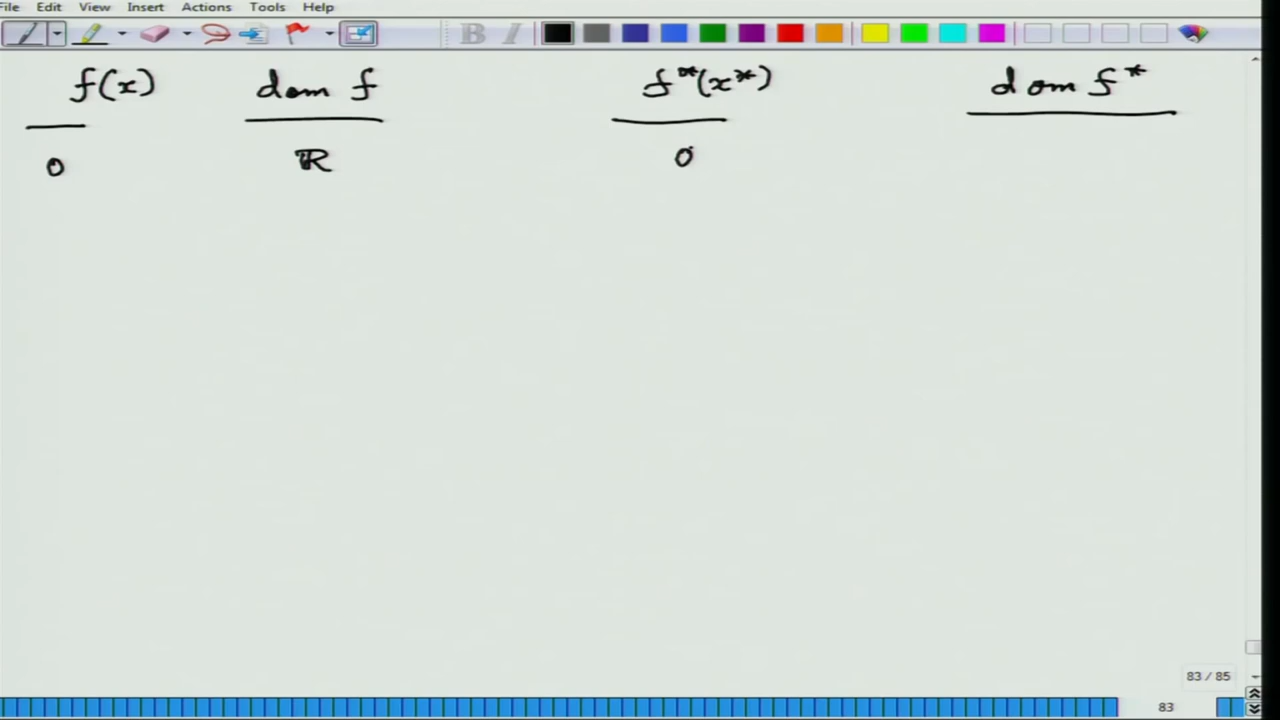 File Edit View Insert Actions Tools Help
B I
f(x) dom f f*(x*) dom f*
0 ℝ 0
83 / 85
83